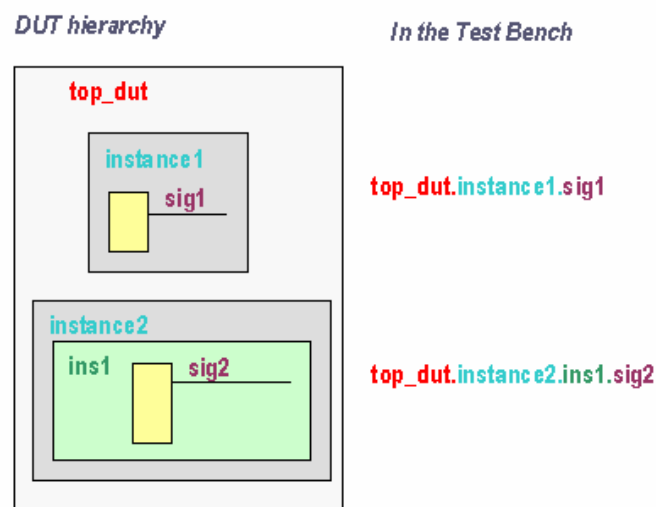 DUT hierarchy
In the Test Bench
top_dut
instance1
sig1
top_dut.instance1.sig1
instance2
ins1
sig2
top_dut.instance2.ins1.sig2